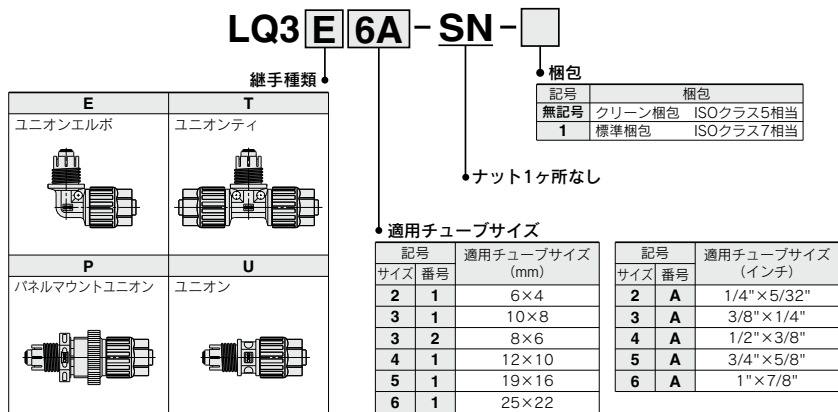 LQ3 E 6A - SN -
継手種類
E T
ユニオンエルボ ユニオンティ
P U
パネルマウントユニオン ユニオン
梱包
記号 梱包
無記号 クリーン梱包 ISOクラス5相当
1 標準梱包 ISOクラス7相当
ナット1ヶ所なし
適用チューブサイズ
記号 適用チューブサイズ
サイズ 番号 (mm)
2 1 6×4
3 1 10×8
3 2 8×6
4 1 12×10
5 1 19×16
6 1 25×22
記号 適用チューブサイズ
サイズ 番号 (インチ)
2 A 1/4"×5/32"
3 A 3/8"×1/4"
4 A 1/2"×3/8"
5 A 3/4"×5/8"
6 A 1"×7/8"